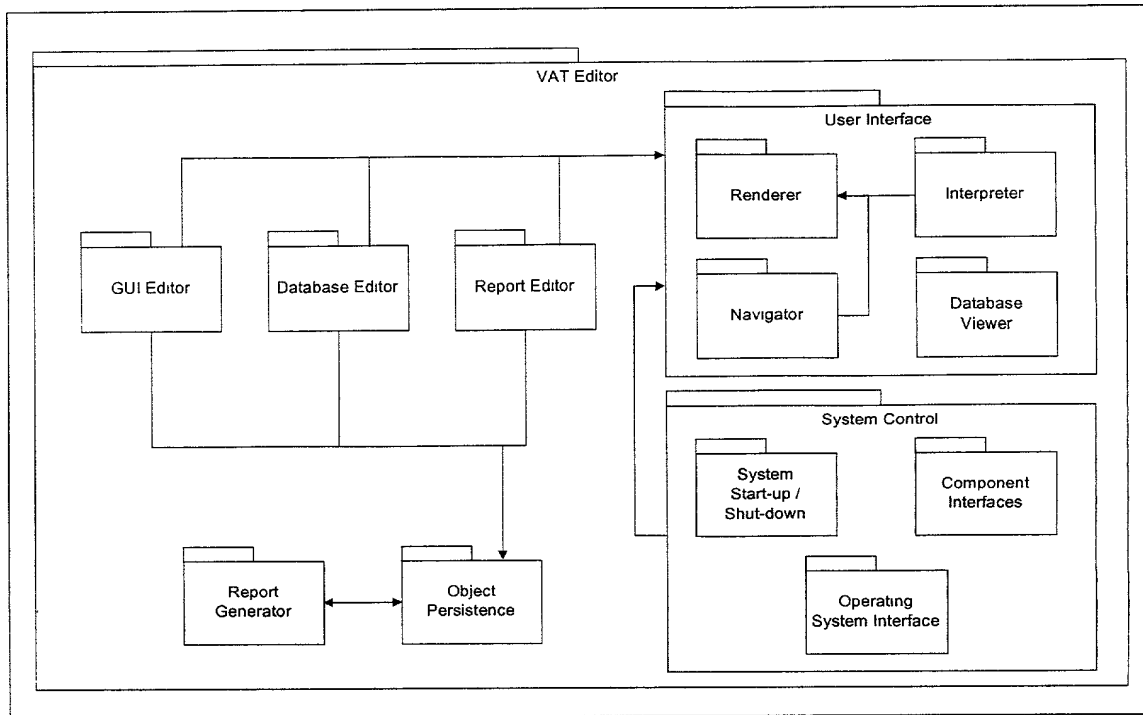 VAT Editor
User Interface
Renderer
Interpreter
GUI Editor
Database Editor
Report Editor
Navigator
Database
Viewer
System Control
System
Start-up /
Shut-down
Component
Interfaces
Report
Generator
Object
Persistence
Operating
System Interface